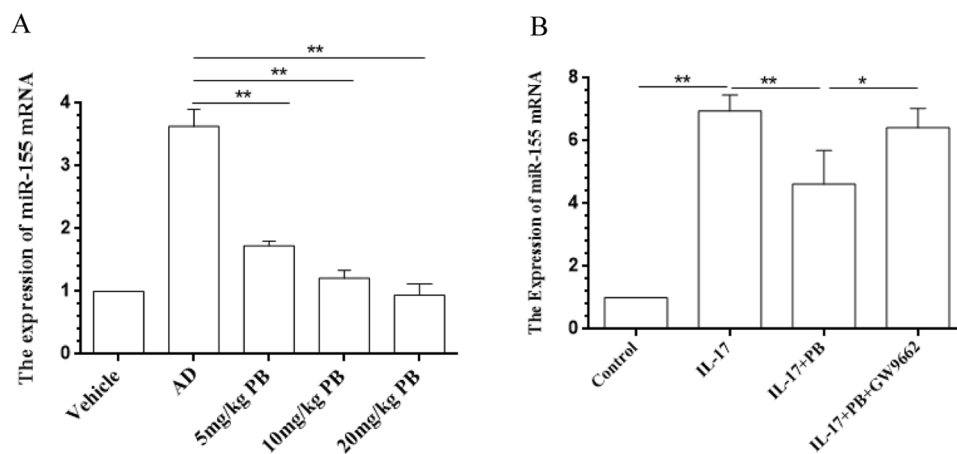 A
The expression of miR-155 mRNA
4
3
2
1
0
**
**
**
Vehicle
AD
5mg/kg PB
10mg/kg PB
20mg/kg PB
B
The Expression of miR-155 mRNA
8
6
4
2
0
**
**
*
Control
IL-17
IL-17+PB
IL-17+PB+GW9662